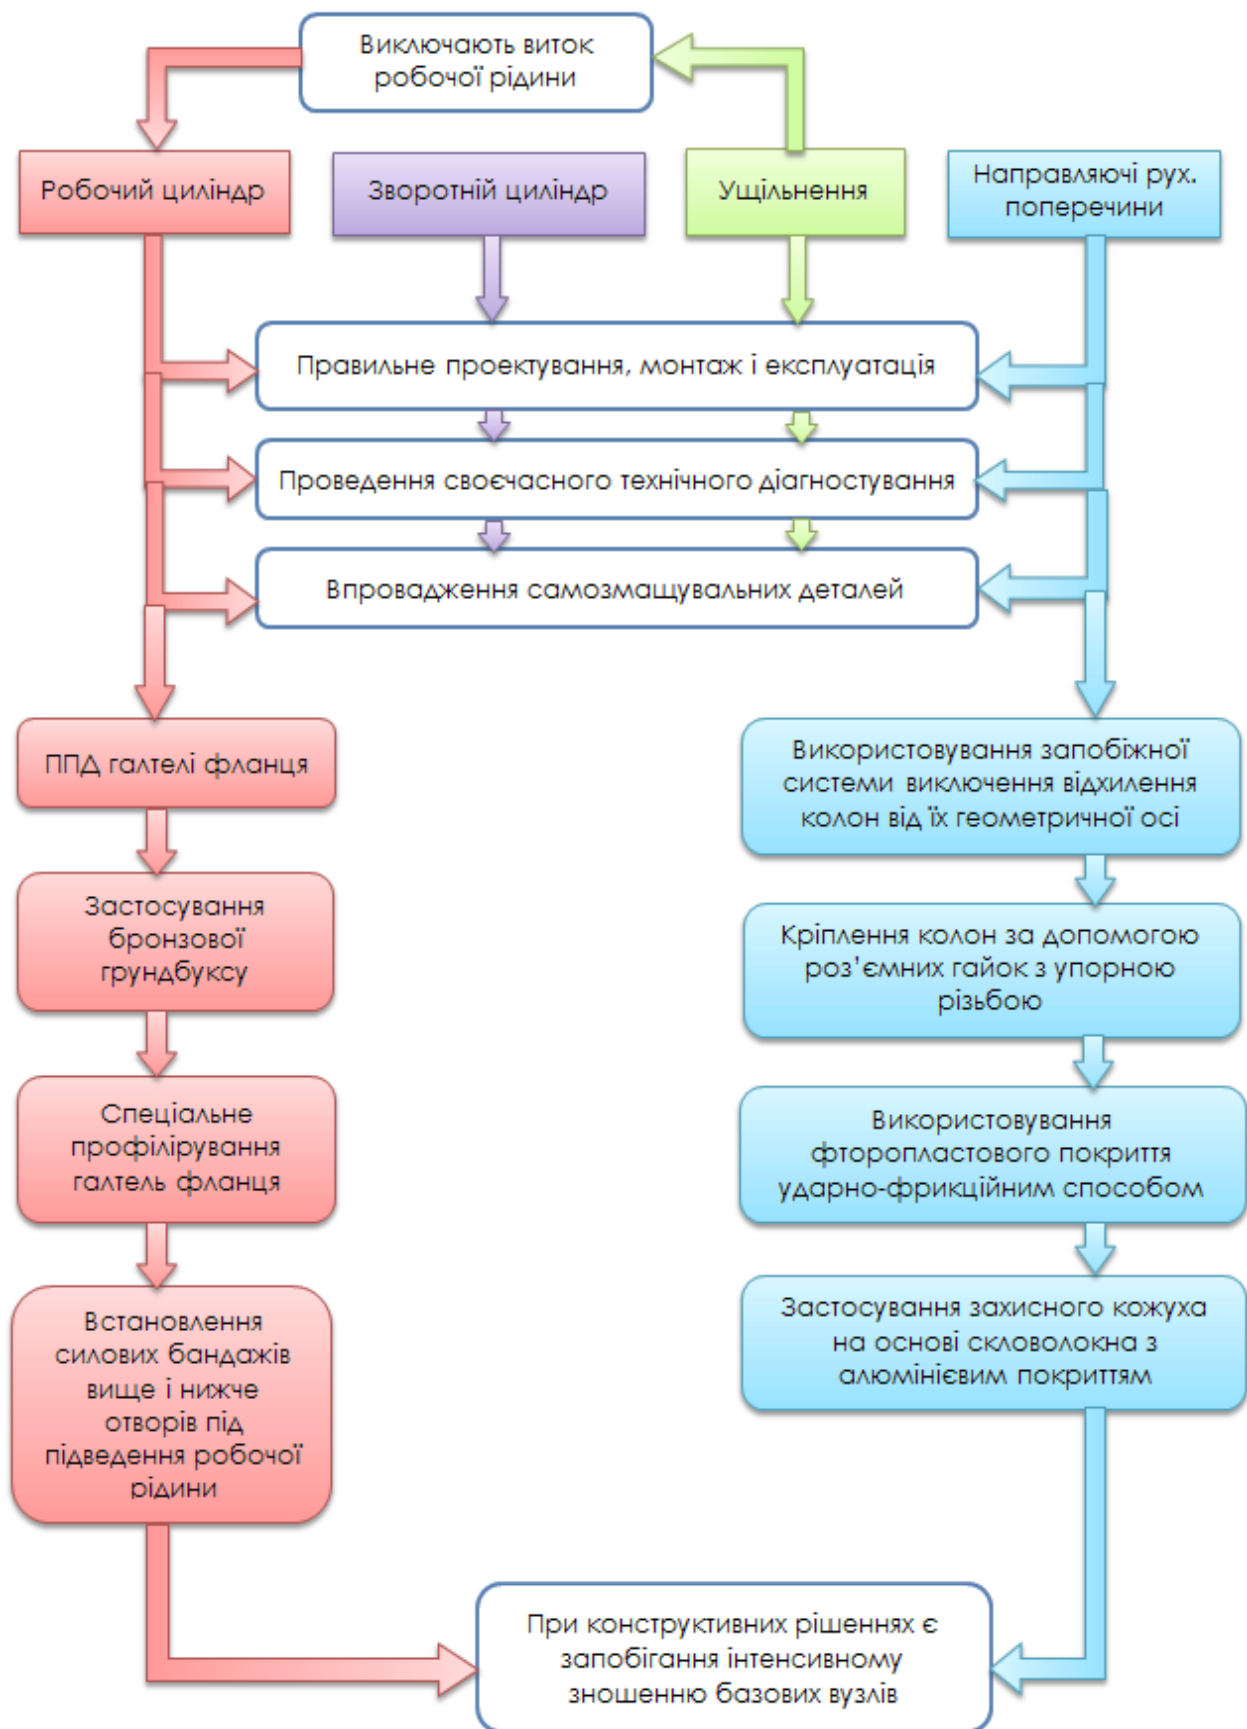 Виключають виток
робочої рідини
Робочий циліндр
Зворотній циліндр
Ущільнення
Направляючі рух.
поперечини
Правильне проектування, монтаж і експлуатація
Проведення своєчасного технічного діагностування
Впровадження самозмащувальних деталей
ППД галтелі фланця
Застосування
бронзової
грундбуксу
Спеціальне
профілірування
галтель фланця
Встановлення
силових бандажів
вище і нижче
отворів під
підведення робочої
рідини
Використовування запобіжної
системи виключення відхилення
колон від їх геометричної осі
Кріплення колон за допомогою
роз’ємних гайок з упорною
різьбою
Використовування
фторопластового покриття
ударно-фрикційним способом
Застосування захисного кожуха
на основі скловолокна з
алюмінієвим покриттям
При конструктивних рішеннях є
запобігання інтенсивному
зношенню базових вузлів